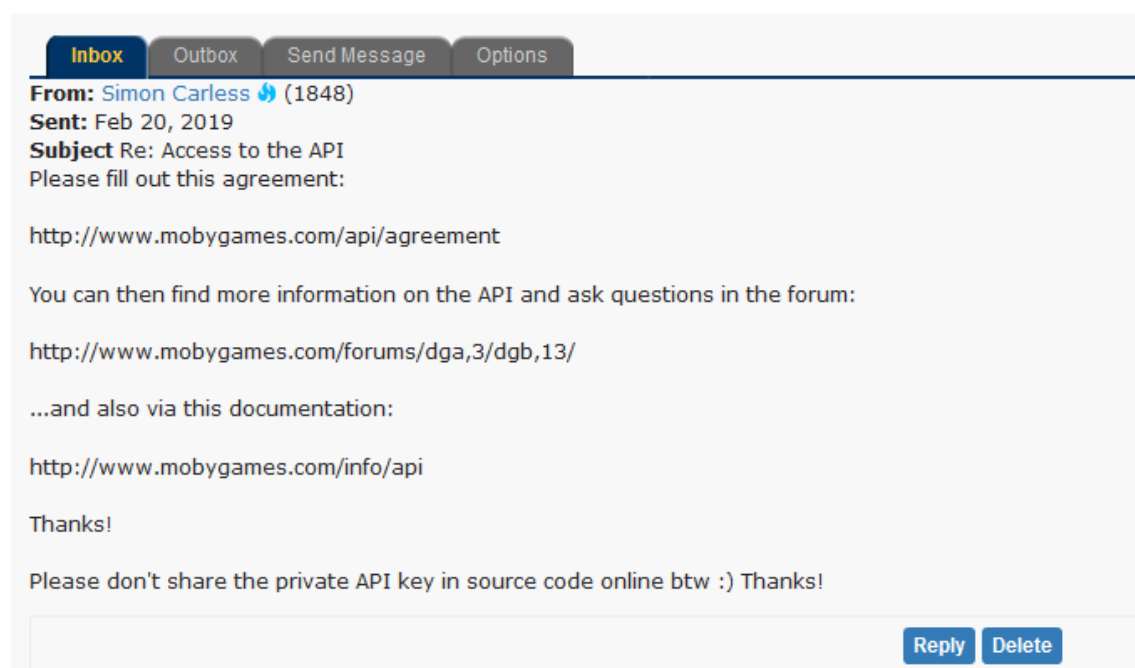 Inbox Outbox Send Message Options
From: Simon Carless (1848)
Sent: Feb 20, 2019
Subject Re: Access to the API
Please fill out this agreement:
http://www.mobygames.com/api/agreement
You can then find more information on the API and ask questions in the forum:
http://www.mobygames.com/forums/dga,3/dgb,13/
...and also via this documentation:
http://www.mobygames.com/info/api
Thanks!
Please don't share the private API key in source code online btw :) Thanks!
Reply Delete